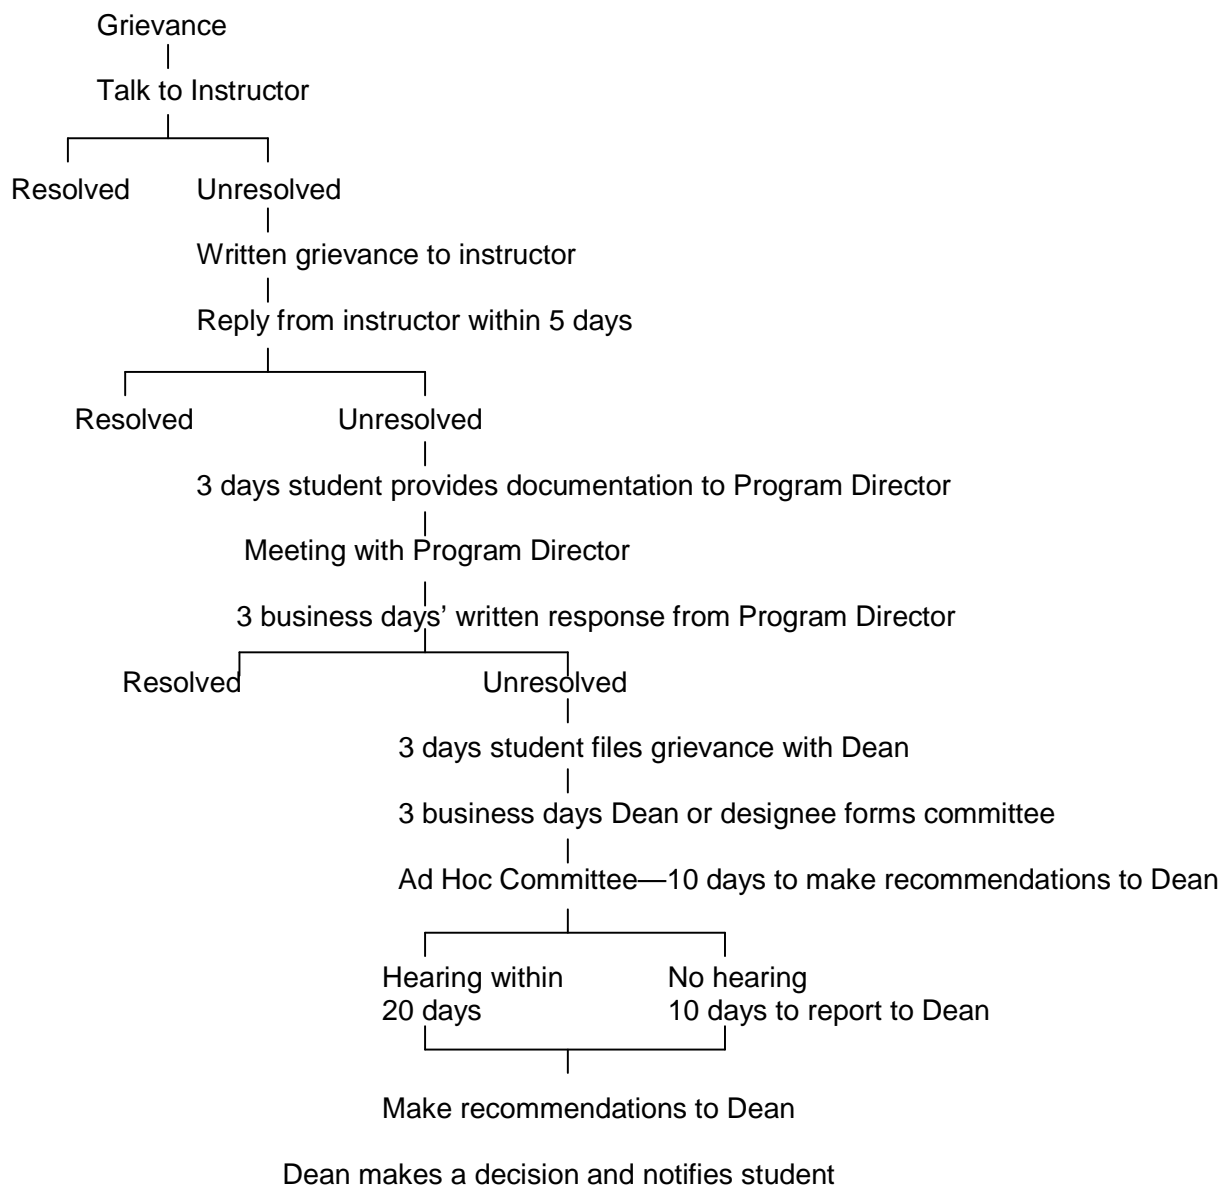 Grievance
Talk to Instructor
Resolved Unresolved
Written grievance to instructor
Reply from instructor within 5 days
Resolved Unresolved
3 days student provides documentation to Program Director
Meeting with Program Director
3 business days’ written response from Program Director
Resolved Unresolved
3 days student files grievance with Dean
3 business days Dean or designee forms committee
Ad Hoc Committee—10 days to make recommendations to Dean
Hearing within
20 days
No hearing
10 days to report to Dean
Make recommendations to Dean
Dean makes a decision and notifies student